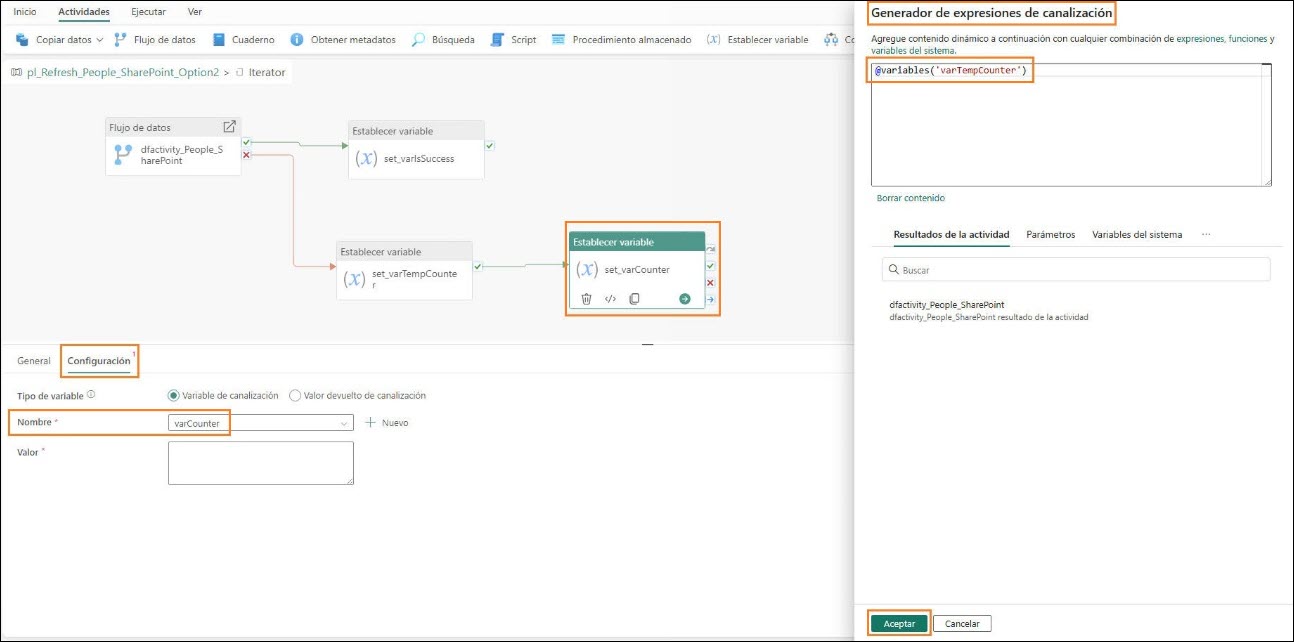 Inicio Actividades Ejecutar Ver
Copiar datos Flujo de datos Cuaderno Obtener metadatos Búsqueda Script Procedimiento almacenado (x) Establecer variable
pl_Refresh_People_SharePoint_Option2 > Iterator
Flujo de datos
dfactivity_People_S
harePoint
Establecer variable
(x) set_varIsSuccess
Establecer variable
(x) set_varTempCounte
r
Establecer variable
(x) set_varCounter
General Configuración 1
Tipo de variable Variable de canalización Valor devuelto de canalización
Nombre * varCounter Nuevo
Valor *
Generador de expresiones de canalización
Agregue contenido dinámico a continuación con cualquier combinación de expresiones, funciones y
variables del sistema.
@variables('varTempCounter')
Borrar contenido
Resultados de la actividad Parámetros Variables del sistema ...
Buscar
dfactivity_People_SharePoint
dfactivity_People_SharePoint resultado de la actividad
Aceptar Cancelar